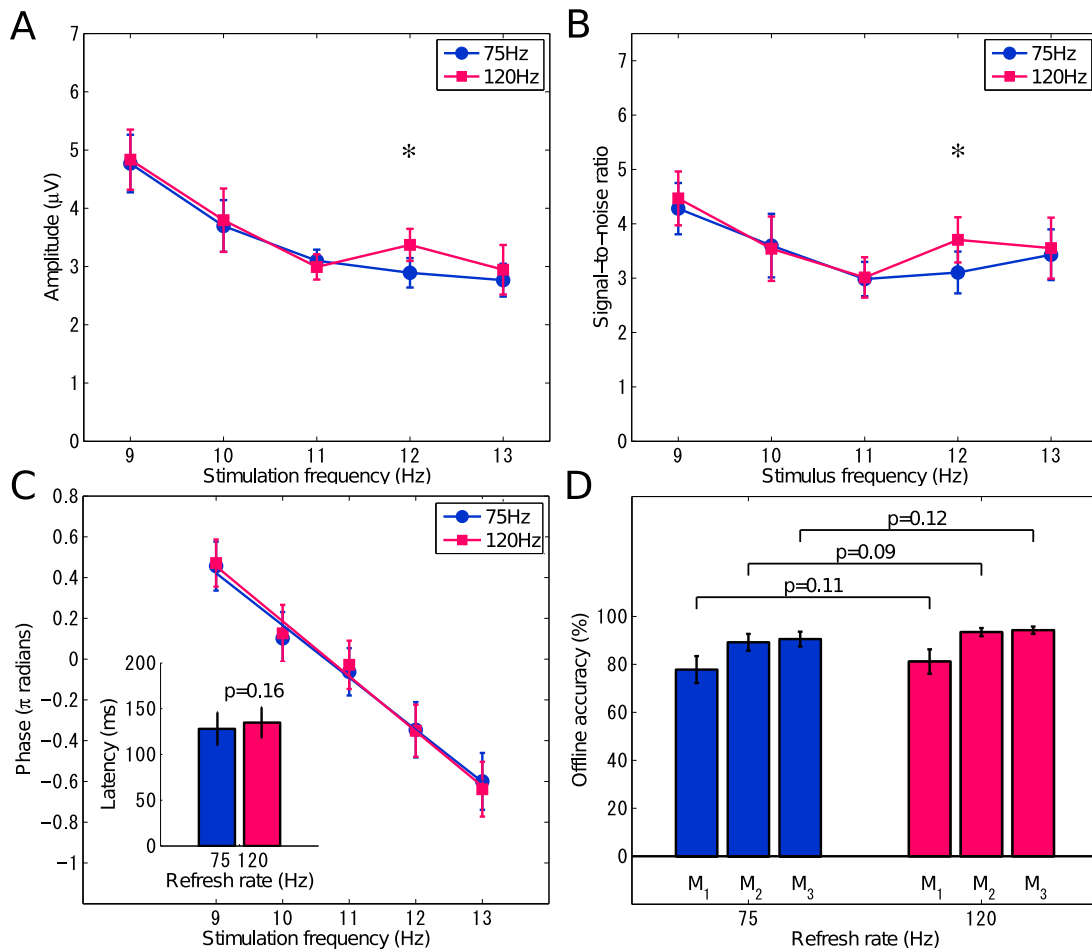 A
75Hz
120Hz
*
Amplitude (μV)
7
6
5
4
3
2
1
0
9 10 11 12 13
Stimulation frequency (Hz)
B
75Hz
120Hz
*
Signal−to−noise ratio
7
6
5
4
3
2
1
0
9 10 11 12 13
Stimulus frequency (Hz)
C
75Hz
120Hz
Phase (π radians)
0.8
0.6
0.4
0.2
0
−0.2
−0.4
−0.6
−0.8
−1
9 10 11 12 13
Stimulation frequency (Hz)
Latency (ms)
200
150
100
50
0
p=0.16
75 120
Refresh rate (Hz)
D
p=0.12
p=0.09
p=0.11
Offline accuracy (%)
100
80
60
40
20
0
M₁ M₂ M₃ M₁ M₂ M₃
75 120
Refresh rate (Hz)